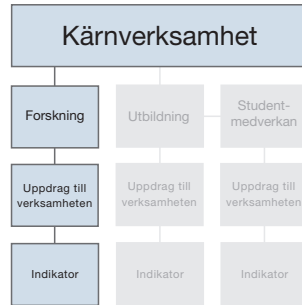 Kärnverksamhet
Forskning
Utbildning
Student-
medverkan
Uppdrag till
verksamheten
Uppdrag till
verksamheten
Uppdrag till
verksamheten
Indikator
Indikator
Indikator